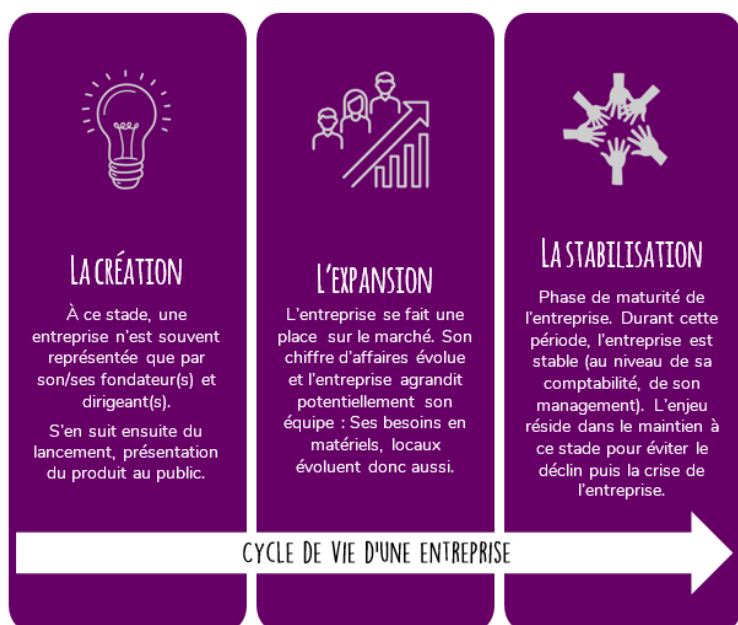 LA CRÉATION
À ce stade, une
entreprise n'est souvent
représentée que par
son/ses fondateur(s) et
dirigeant(s).
S'en suit ensuite du
lancement, présentation
du produit au public.
L'EXPANSION
L'entreprise se fait une
place sur le marché. Son
chiffre d'affaires évolue
et l'entreprise agrandit
potentiellement son
équipe : Ses besoins en
matériels, locaux
évoluent donc aussi.
LA STABILISATION
Phase de maturité de
l'entreprise. Durant cette
période, l'entreprise est
stable (au niveau de sa
comptabilité, de son
management). L'enjeu
réside dans le maintien à
ce stade pour éviter le
déclin puis la crise de
l'entreprise.
CYCLE DE VIE D'UNE ENTREPRISE